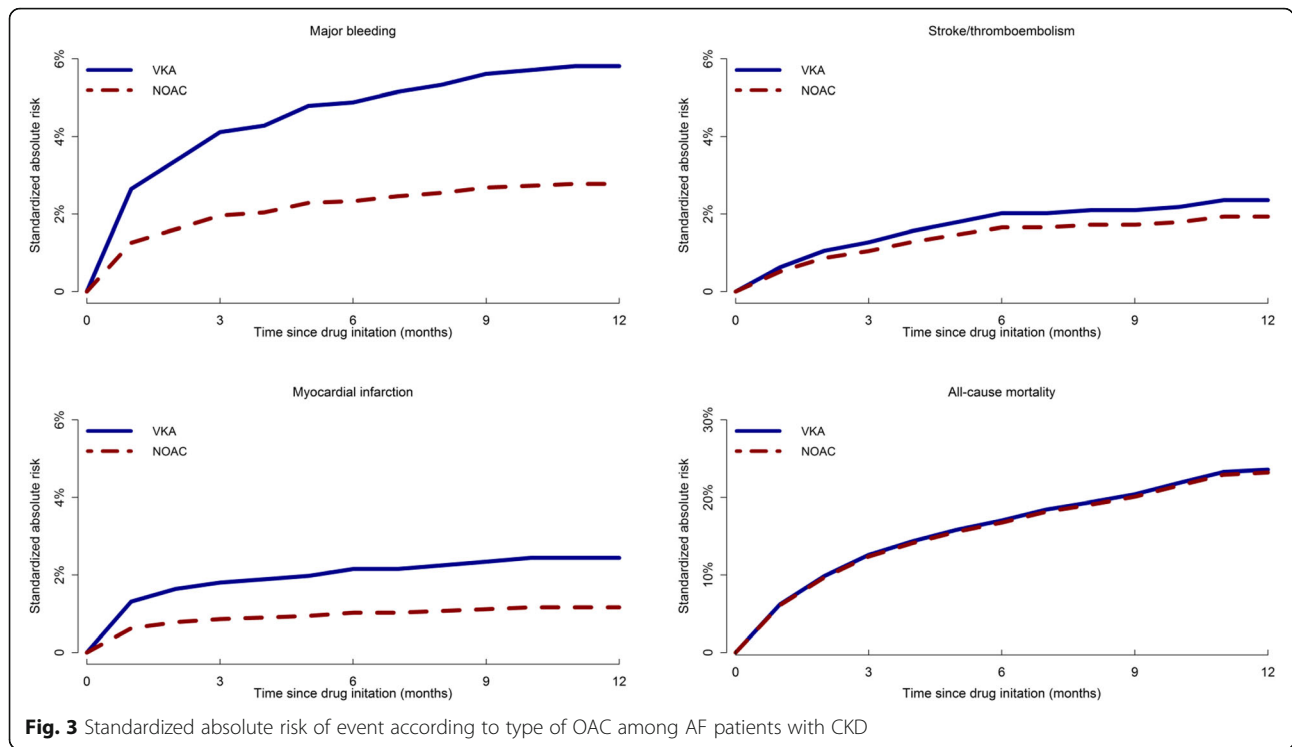 Major bleeding
VKA
NOAC
Standardized absolute risk
6%
4%
2%
0
0 3 6 9 12
Time since drug initation (months)
Stroke/thromboembolism
VKA
NOAC
Standardized absolute risk
6%
4%
2%
0
0 3 6 9 12
Time since drug initation (months)
Myocardial infarction
VKA
NOAC
Standardized absolute risk
6%
4%
2%
0
0 3 6 9 12
Time since drug initation (months)
All-cause mortality
VKA
NOAC
Standardized absolute risk
30%
20%
10%
0
0 3 6 9 12
Time since drug initation (months)
Fig. 3 Standardized absolute risk of event according to type of OAC among AF patients with CKD